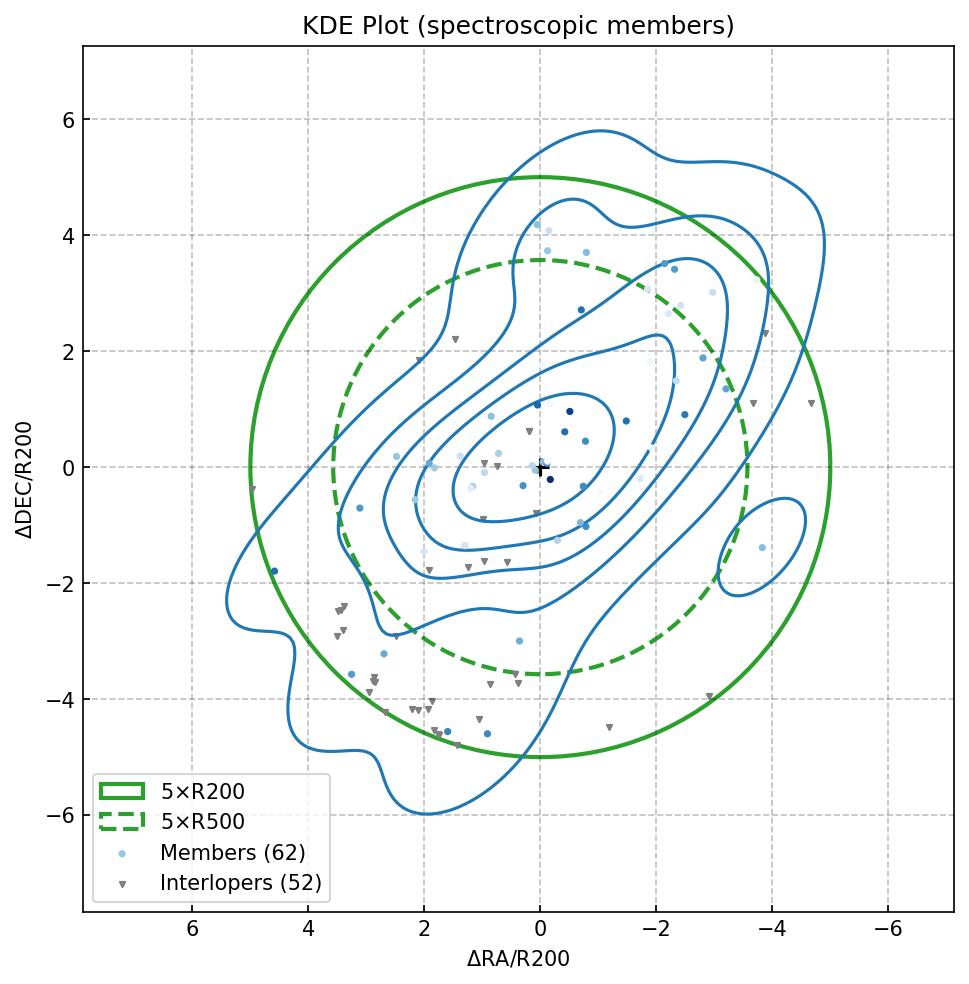 KDE Plot (spectroscopic members)
6
4
2
0
−2
−4
−6
ΔDEC/R200
5×R200
5×R500
Members (62)
Interlopers (52)
6
4
2
0
−2
−4
−6
ΔRA/R200